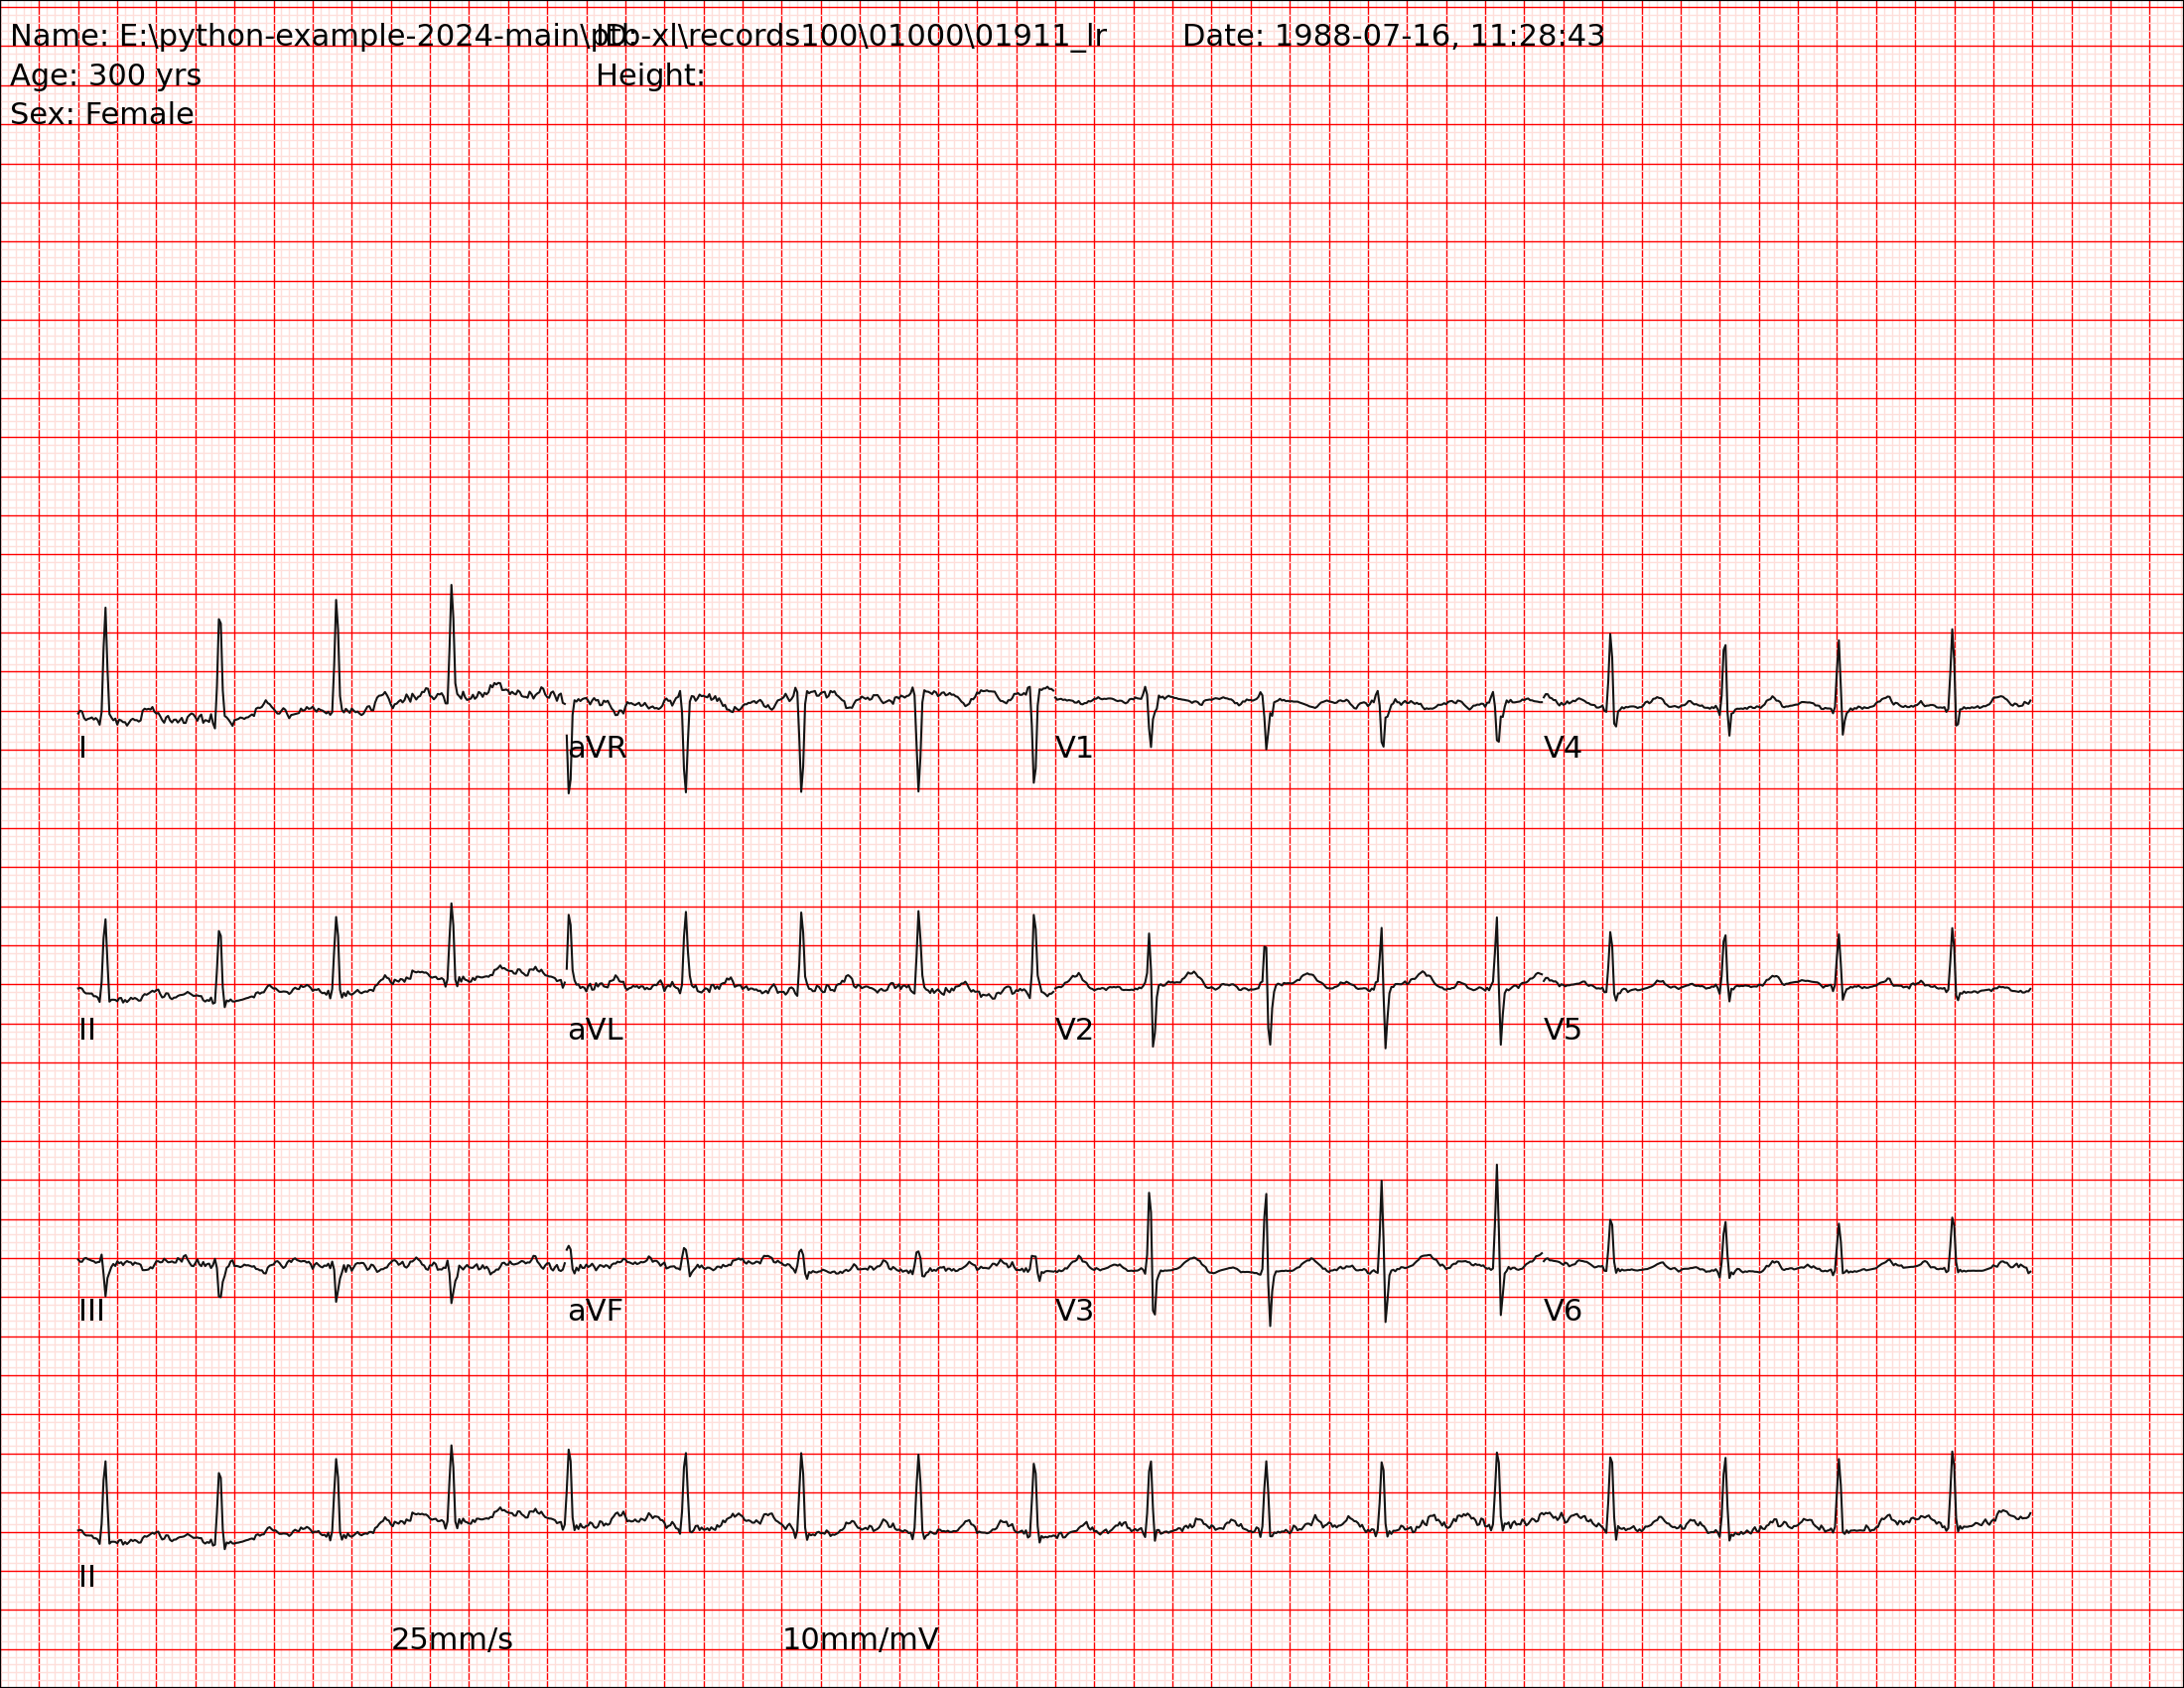 Name: E:\python-example-2024-main\ptb-xl\records100\01000\01911_lr ID: Date: 1988-07-16, 11:28:43
Age: 300 yrs Height:
Sex: Female
I aVR V1 V4
II aVL V2 V5
III aVF V3 V6
II
25mm/s 10mm/mV